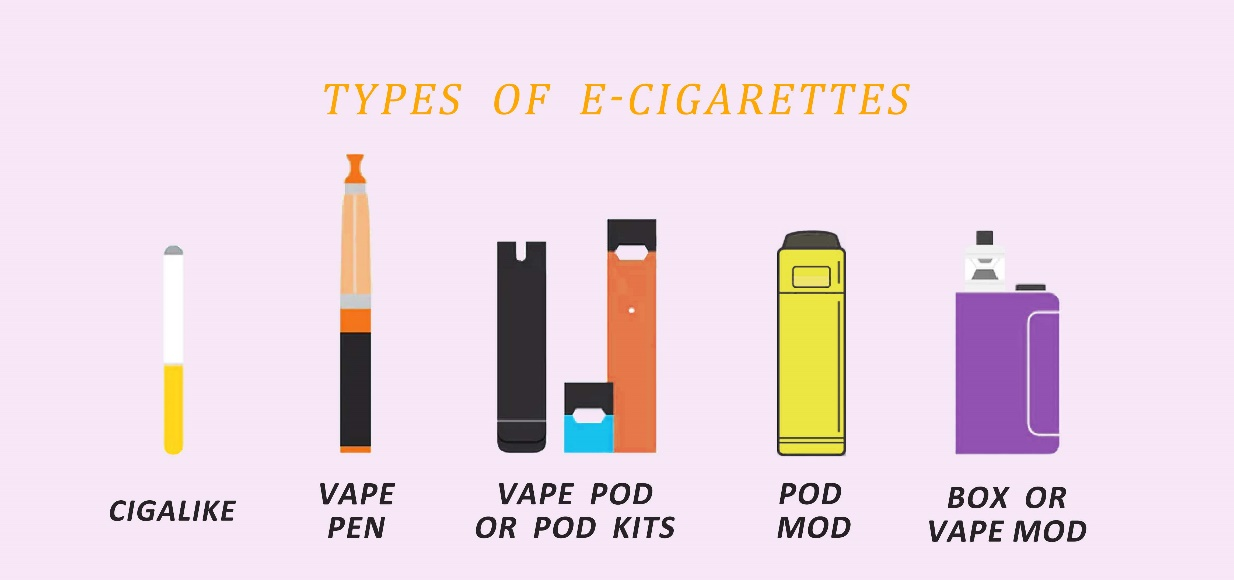 TYPES OF E-CIGARETTES
CIGALIKE
VAPE
PEN
VAPE POD
OR POD KITS
POD
MOD
BOX OR
VAPE MOD